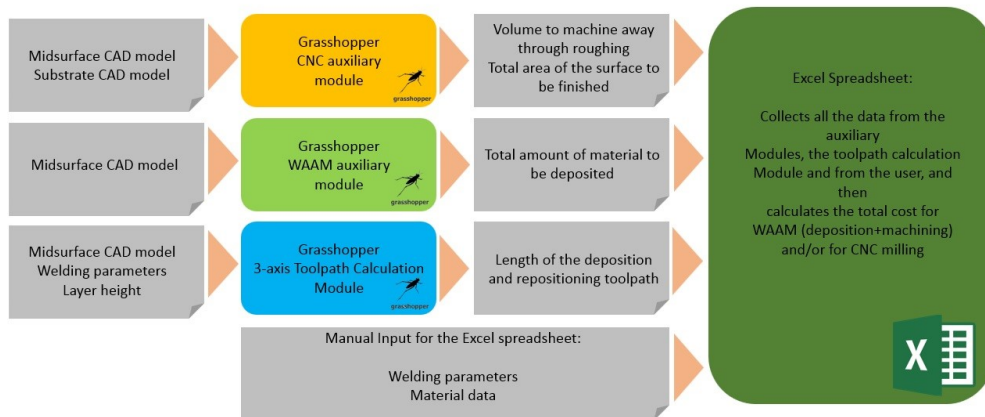 Midsurface CAD model
Substrate CAD model
Grasshopper
CNC auxiliary
module
grasshopper
Volume to machine away
through roughing
Total area of the surface to
be finished
Midsurface CAD model
Grasshopper
WAAM auxiliary
module
grasshopper
Total amount of material to
be deposited
Midsurface CAD model
Welding parameters
Layer height
Grasshopper
3-axis Toolpath Calculation
Module
grasshopper
Length of the deposition
and repositioning toolpath
Manual Input for the Excel spreadsheet:
Welding parameters
Material data
Excel Spreadsheet:
Collects all the data from the
auxiliary
Modules, the toolpath calculation
Module and from the user, and
then
calculates the total cost for
WAAM (deposition+machining)
and/or for CNC milling
X